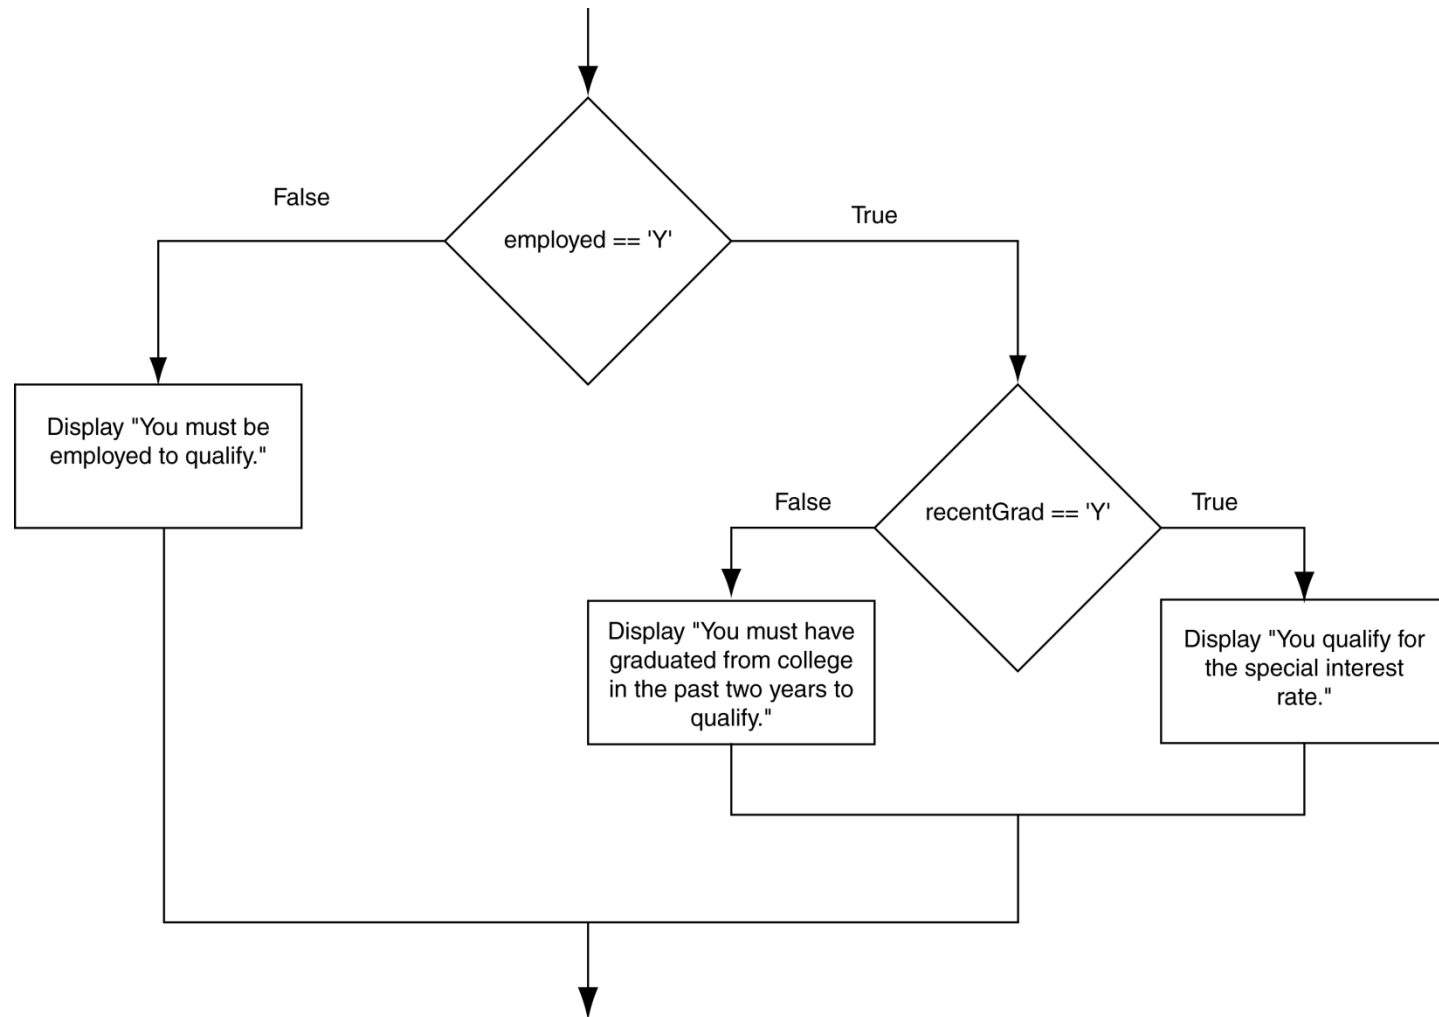 False
True
employed == 'Y'
Display "You must be
employed to qualify."
False
True
recentGrad == 'Y'
Display "You must have
graduated from college
in the past two years to
qualify."
Display "You qualify for
the special interest
rate."